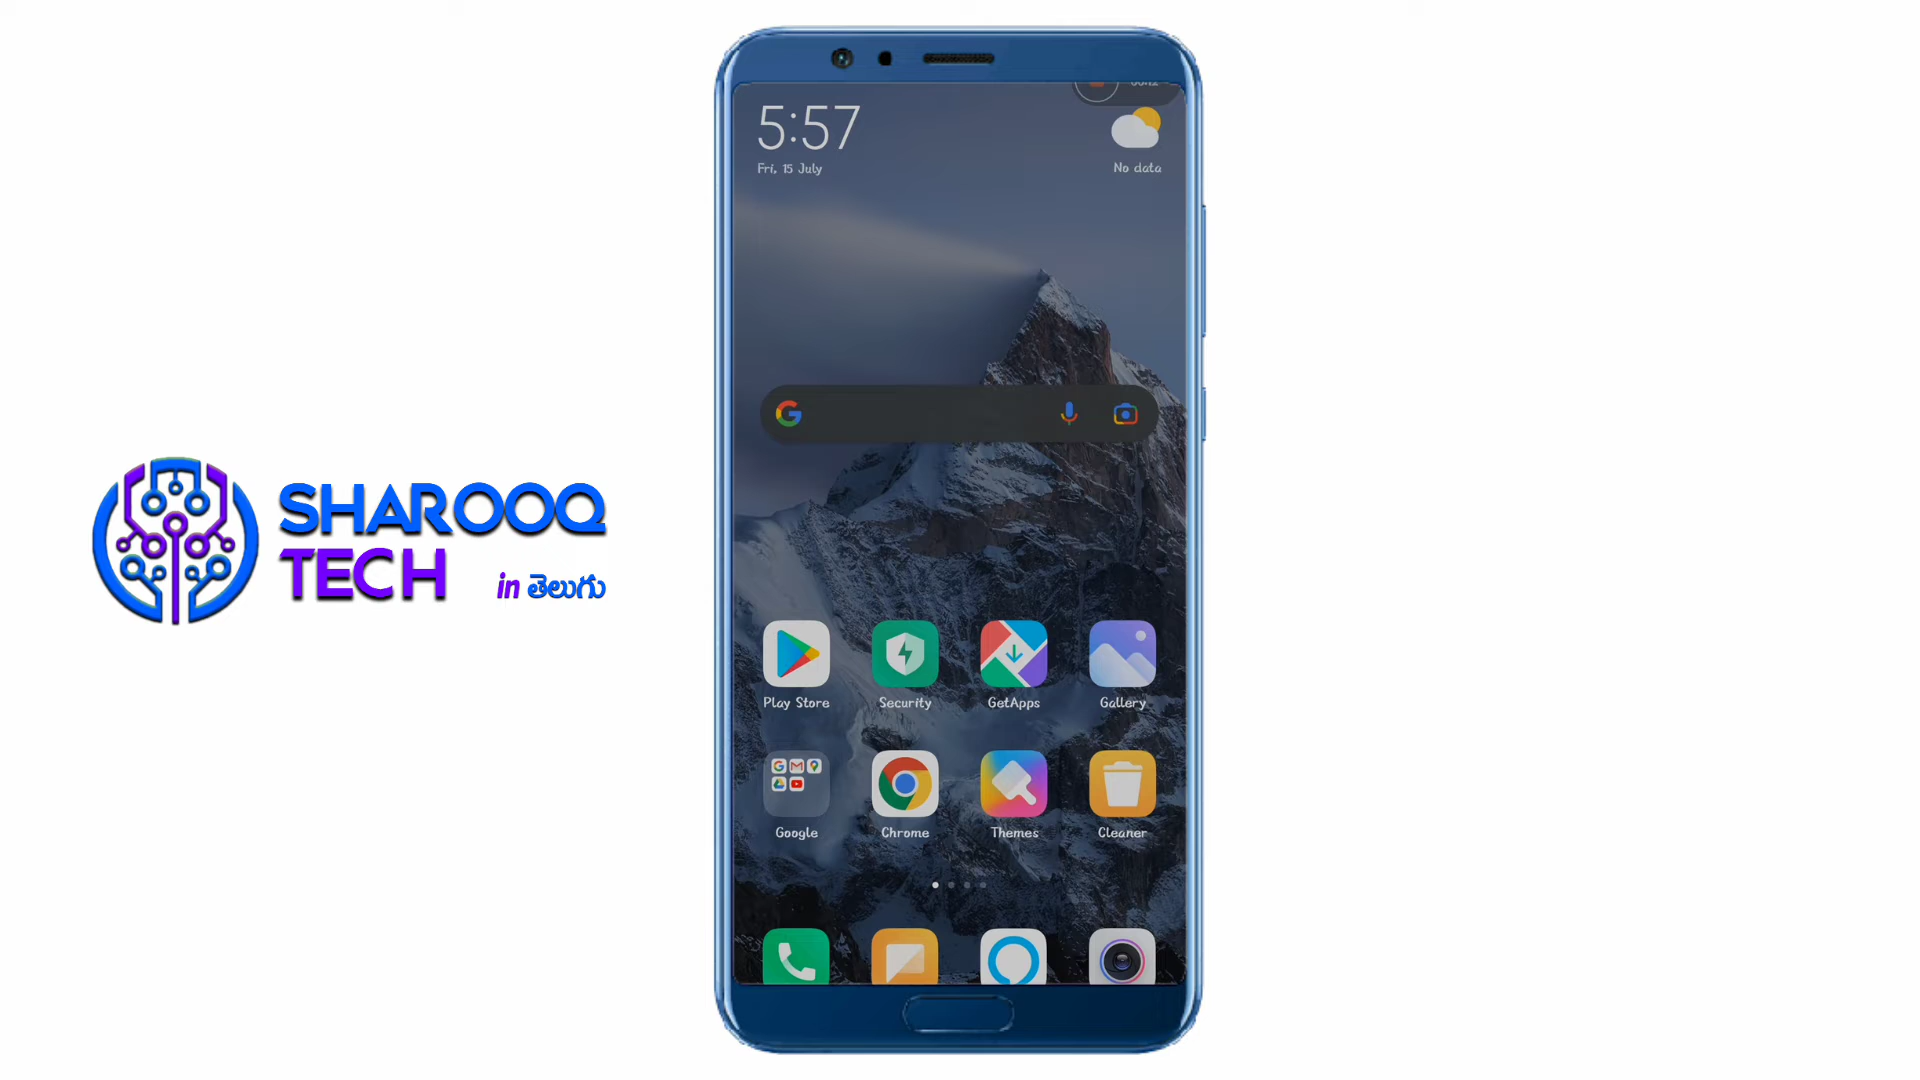 5:57
Fri, 15 July
No data
SHAROOQ
TECH in తెలుగు
Play Store
Security
GetApps
Gallery
Google
Chrome
Themes
Cleaner